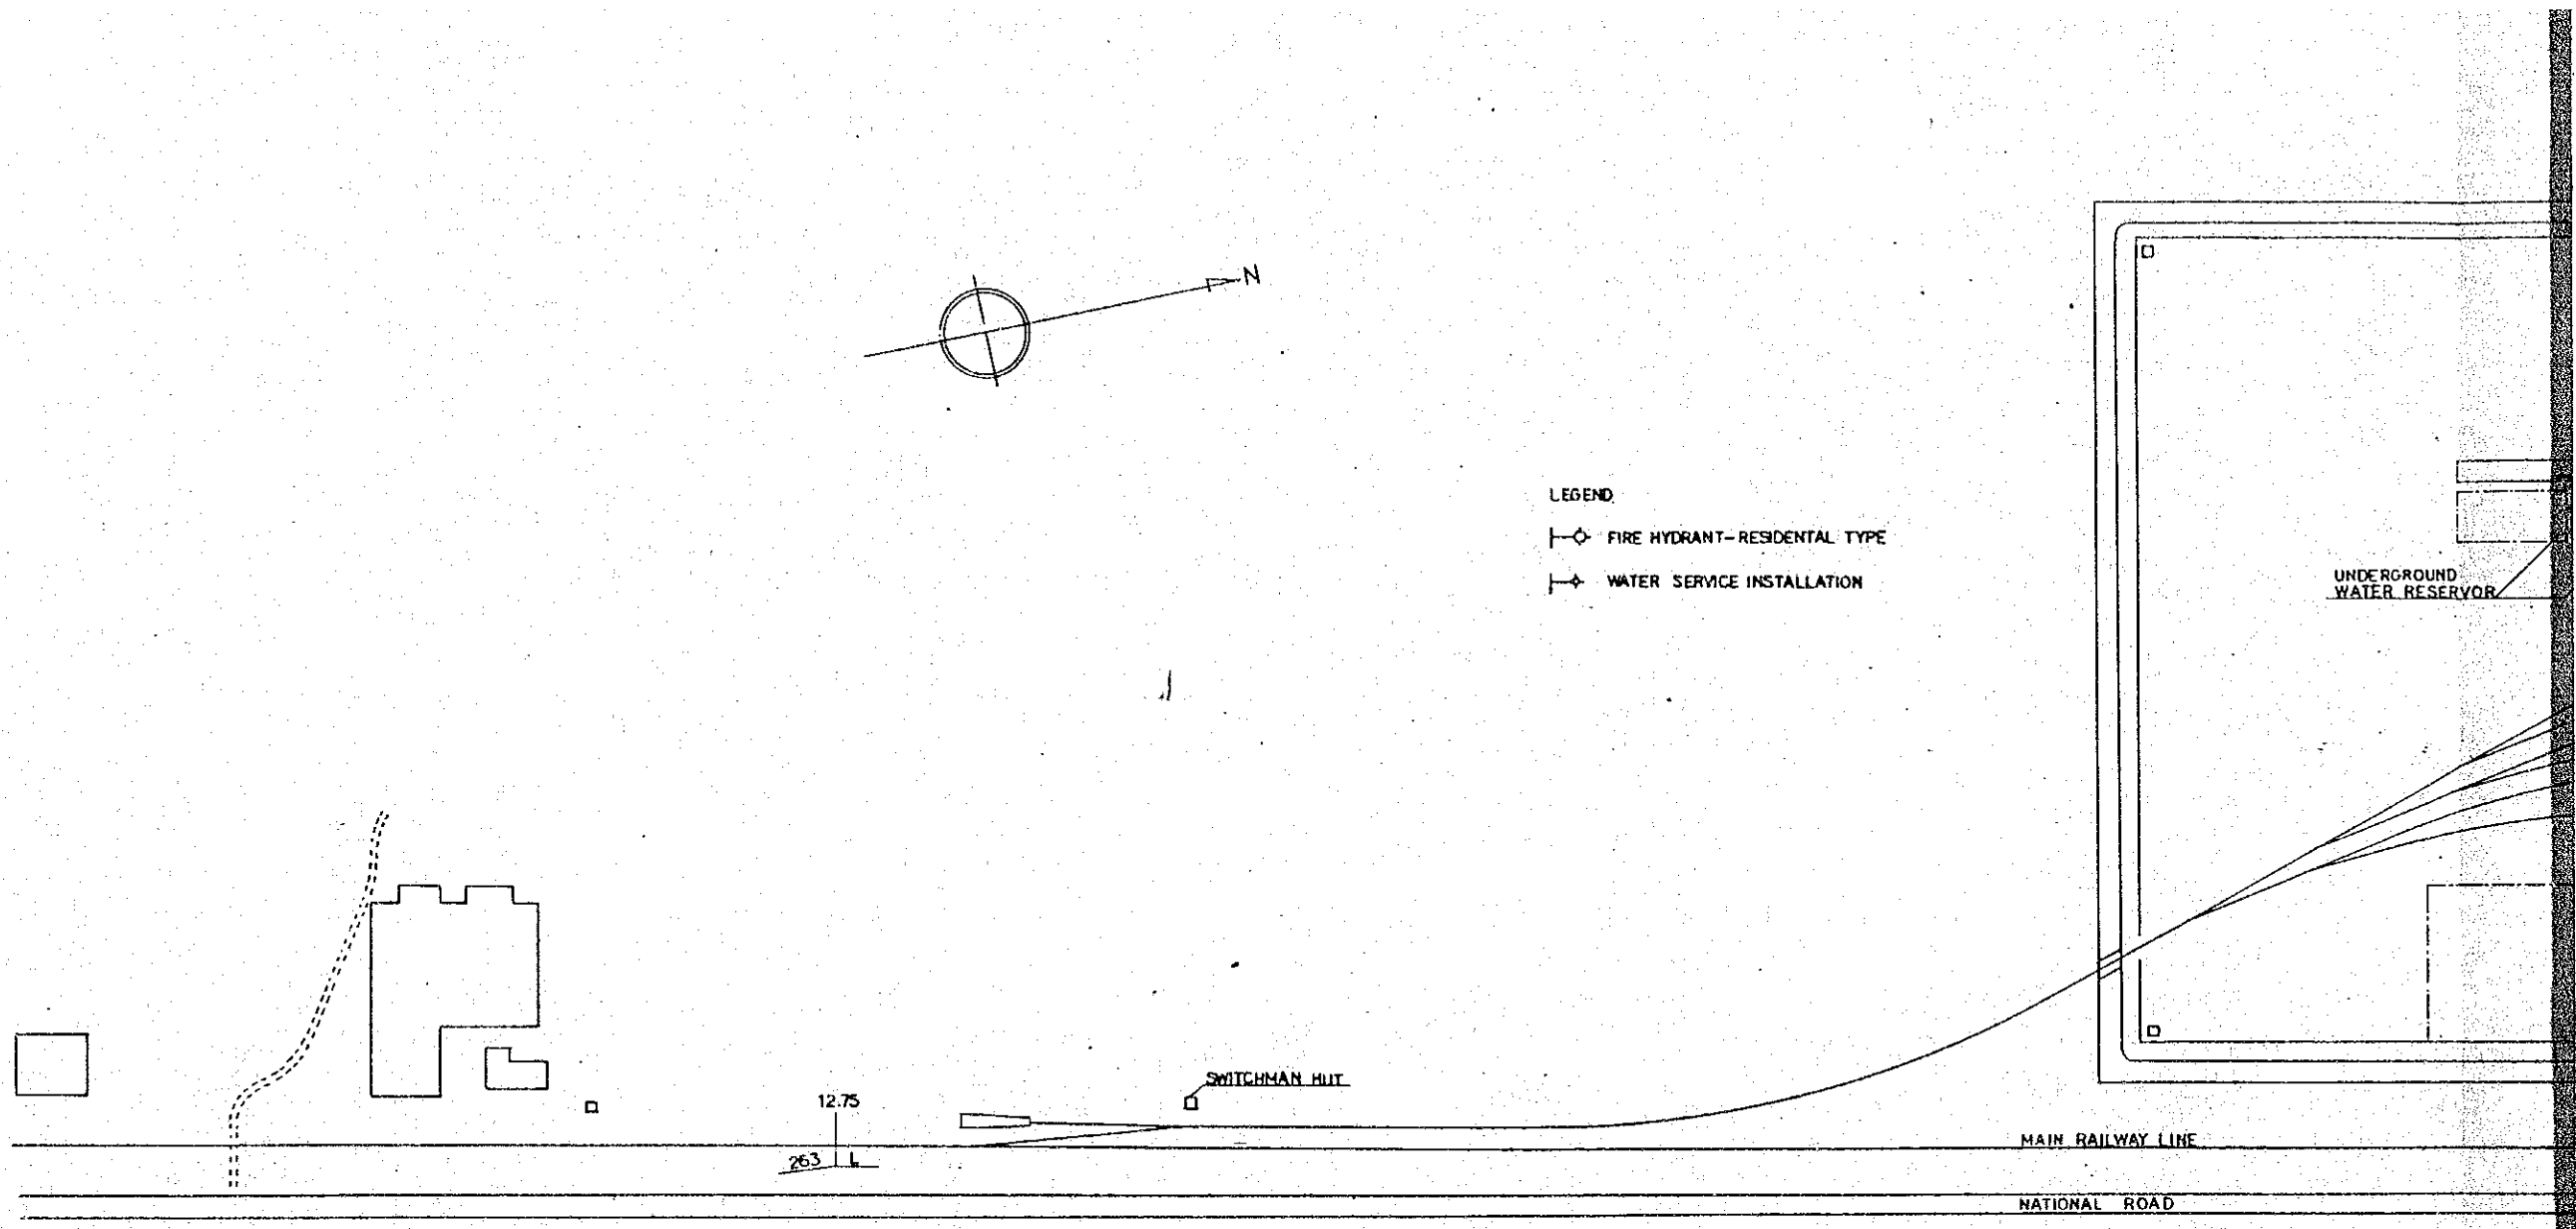 N
LEGEND
FIRE HYDRANT-RESIDENTAL TYPE
WATER SERVICE INSTALLATION
UNDERGROUND
WATER RESERVOR
SWITCHMAN HUT
12.75
263 L
MAIN RAILWAY LINE
NATIONAL ROAD